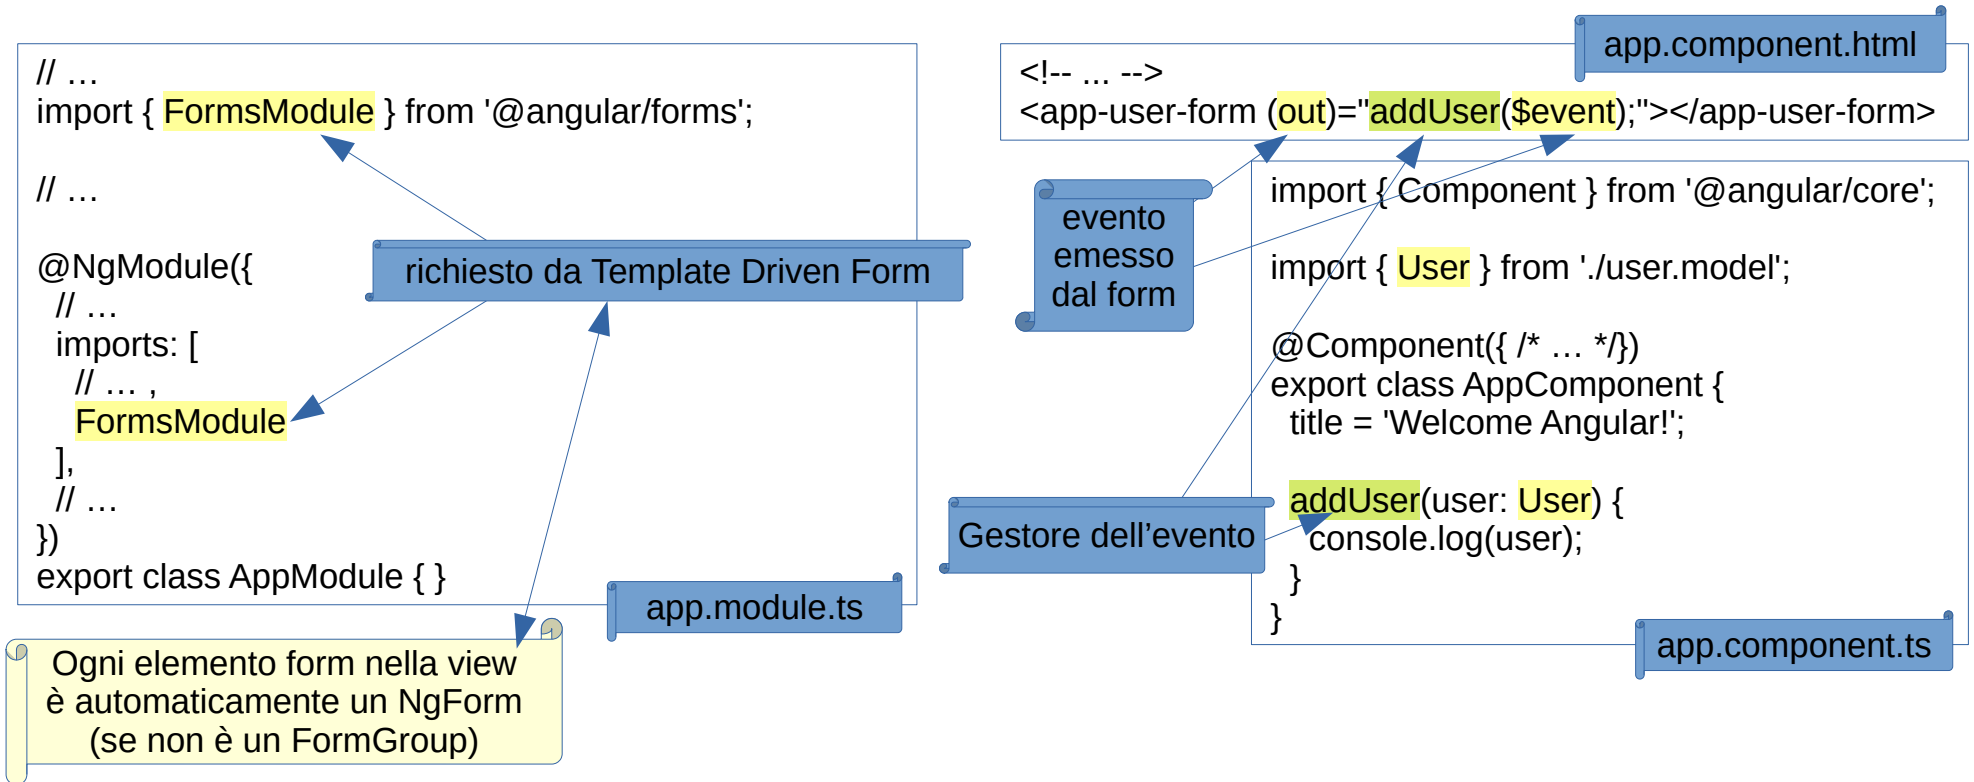 // …
import { FormsModule } from '@angular/forms';
// …
@NgModule({
// …
imports: [
// … ,
FormsModule
],
// …
})
export class AppModule { }
richiesto da Template Driven Form
app.module.ts
Ogni elemento form nella view
è automaticamente un NgForm
(se non è un FormGroup)
app.component.html
<!-- ... -->
<app-user-form (out)="addUser($event);"></app-user-form>
evento
emesso
dal form
import { Component } from '@angular/core';
import { User } from './user.model';
@Component({ /* … */})
export class AppComponent {
title = 'Welcome Angular!';
addUser(user: User) {
console.log(user);
}
}
Gestore dell’evento
app.component.ts